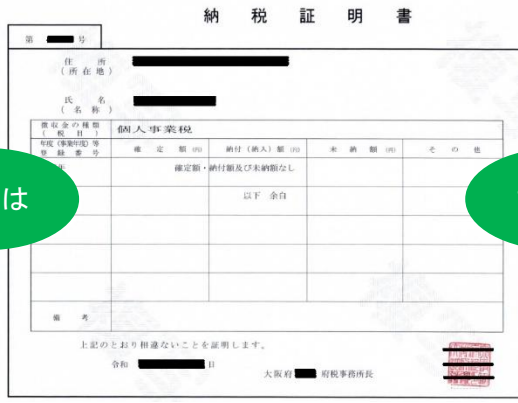 納税証明書
第 号
住所
(所在地)
氏名
(名称)
徴収金の種類
(税目)
個人事業税
年度(事業年度)等
登録番号
確定額(円)
納付(納入)額(円)
未納額(円)
その他
年
確定額・納付額及び未納額なし
は
以下 余白
備考
上記のとおり相違ないことを証明します。
令和 日
大阪府 府税事務所長